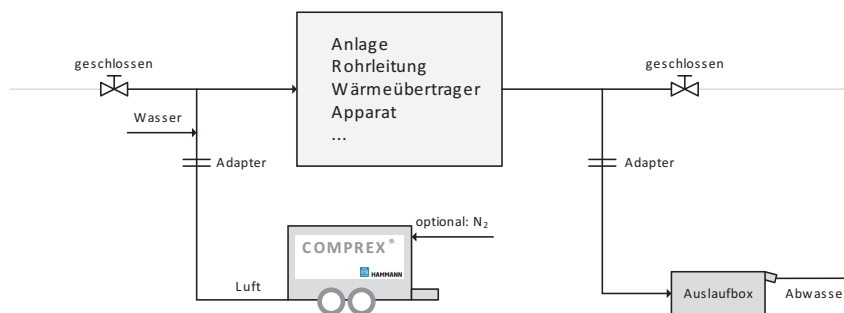 geschlossen
Anlage
Rohrleitung
Wärmeübertrager
Apparat
...
geschlossen
Wasser
Adapter
Adapter
optional: N₂
COMPREX®
HAMMANN
Luft
Auslaufbox
Abwasse